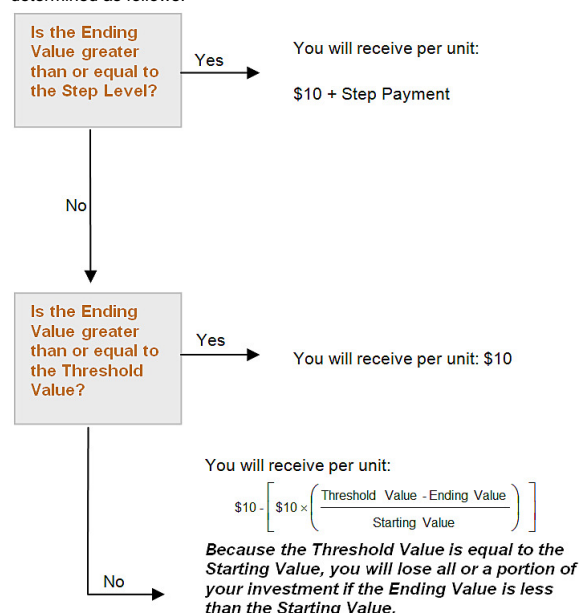 determined as follows:
Is the Ending
Value greater
than or equal to
the Step Level?
Yes
You will receive per unit:
$10 + Step Payment
No
Is the Ending
Value greater
than or equal to
the Threshold
Value?
Yes
You will receive per unit: $10
You will receive per unit:
$10 - [ $10 × ( Threshold Value - Ending Value / Starting Value ) ]
Because the Threshold Value is equal to the
Starting Value, you will lose all or a portion of
No
your investment if the Ending Value is less
than the Starting Value.